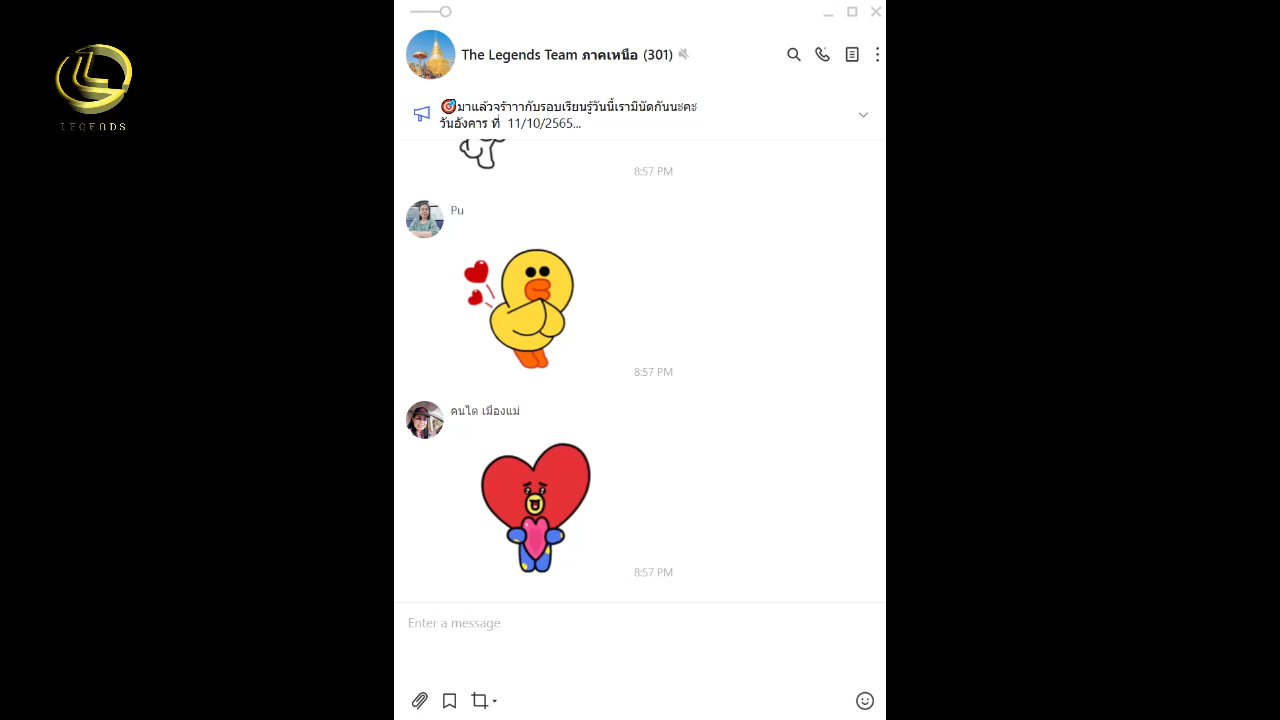 LEGENDS
The Legends Team ภาคเหนือ (301)
🎯มาแล้วจร้าาากับรอบเรียนรู้วันนี้เรามีนัดกันนะคะ
วันอังคาร ที่ 11/10/2565...
8:57 PM
Pu
8:57 PM
คนใด เมืองแม่
8:57 PM
Enter a message